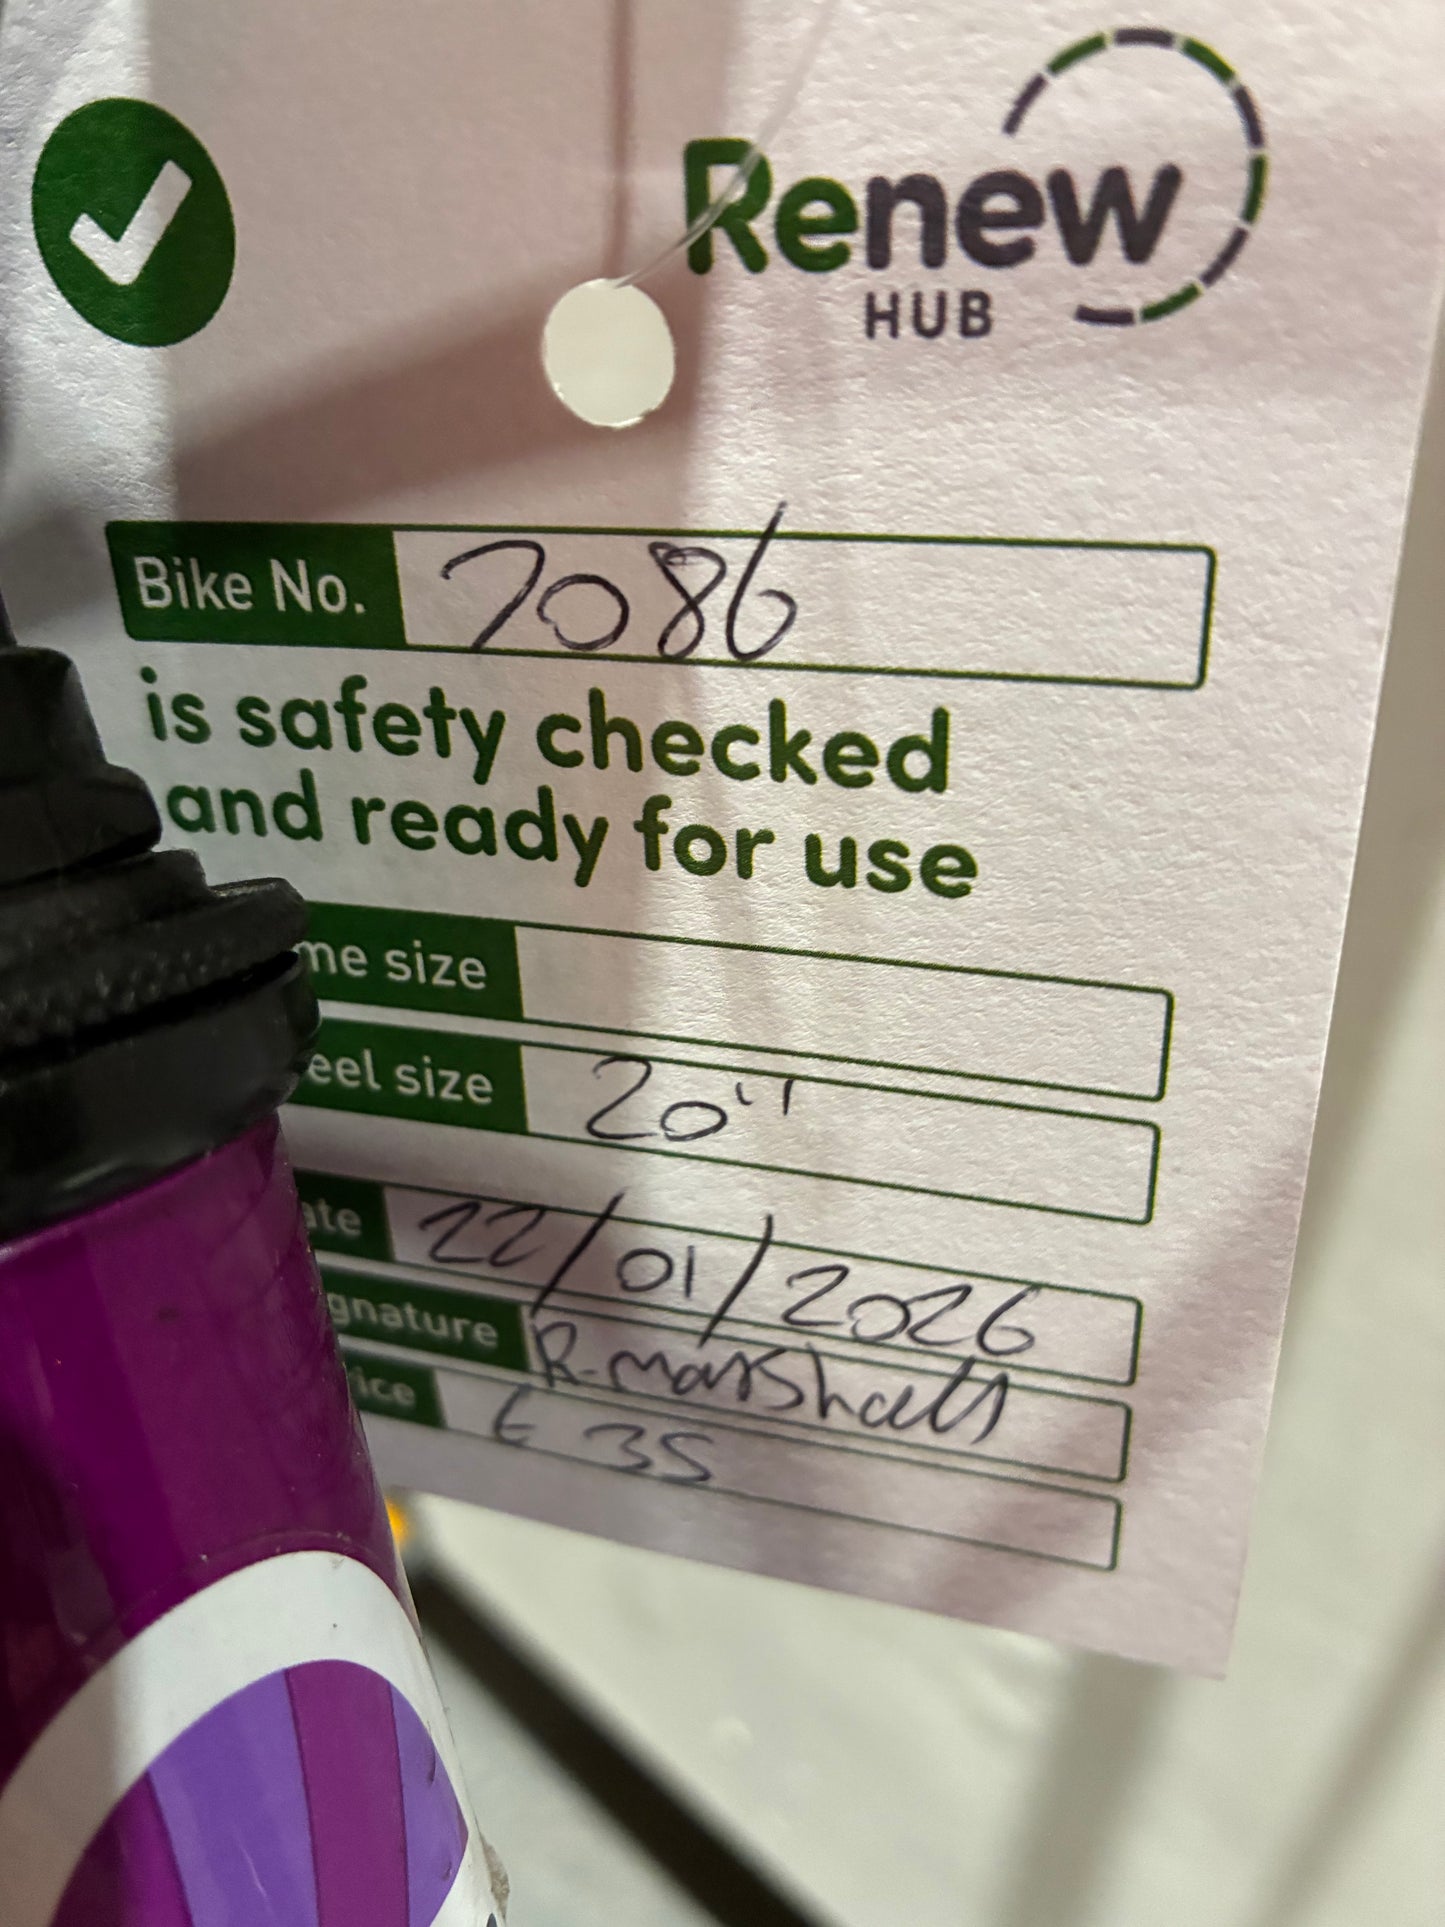 Renew
HUB
Bike No. 7086
is safety checked
and ready for use
me size
eel size 20"
ate 22/01/2026
gnature R. Marshall
ice £35